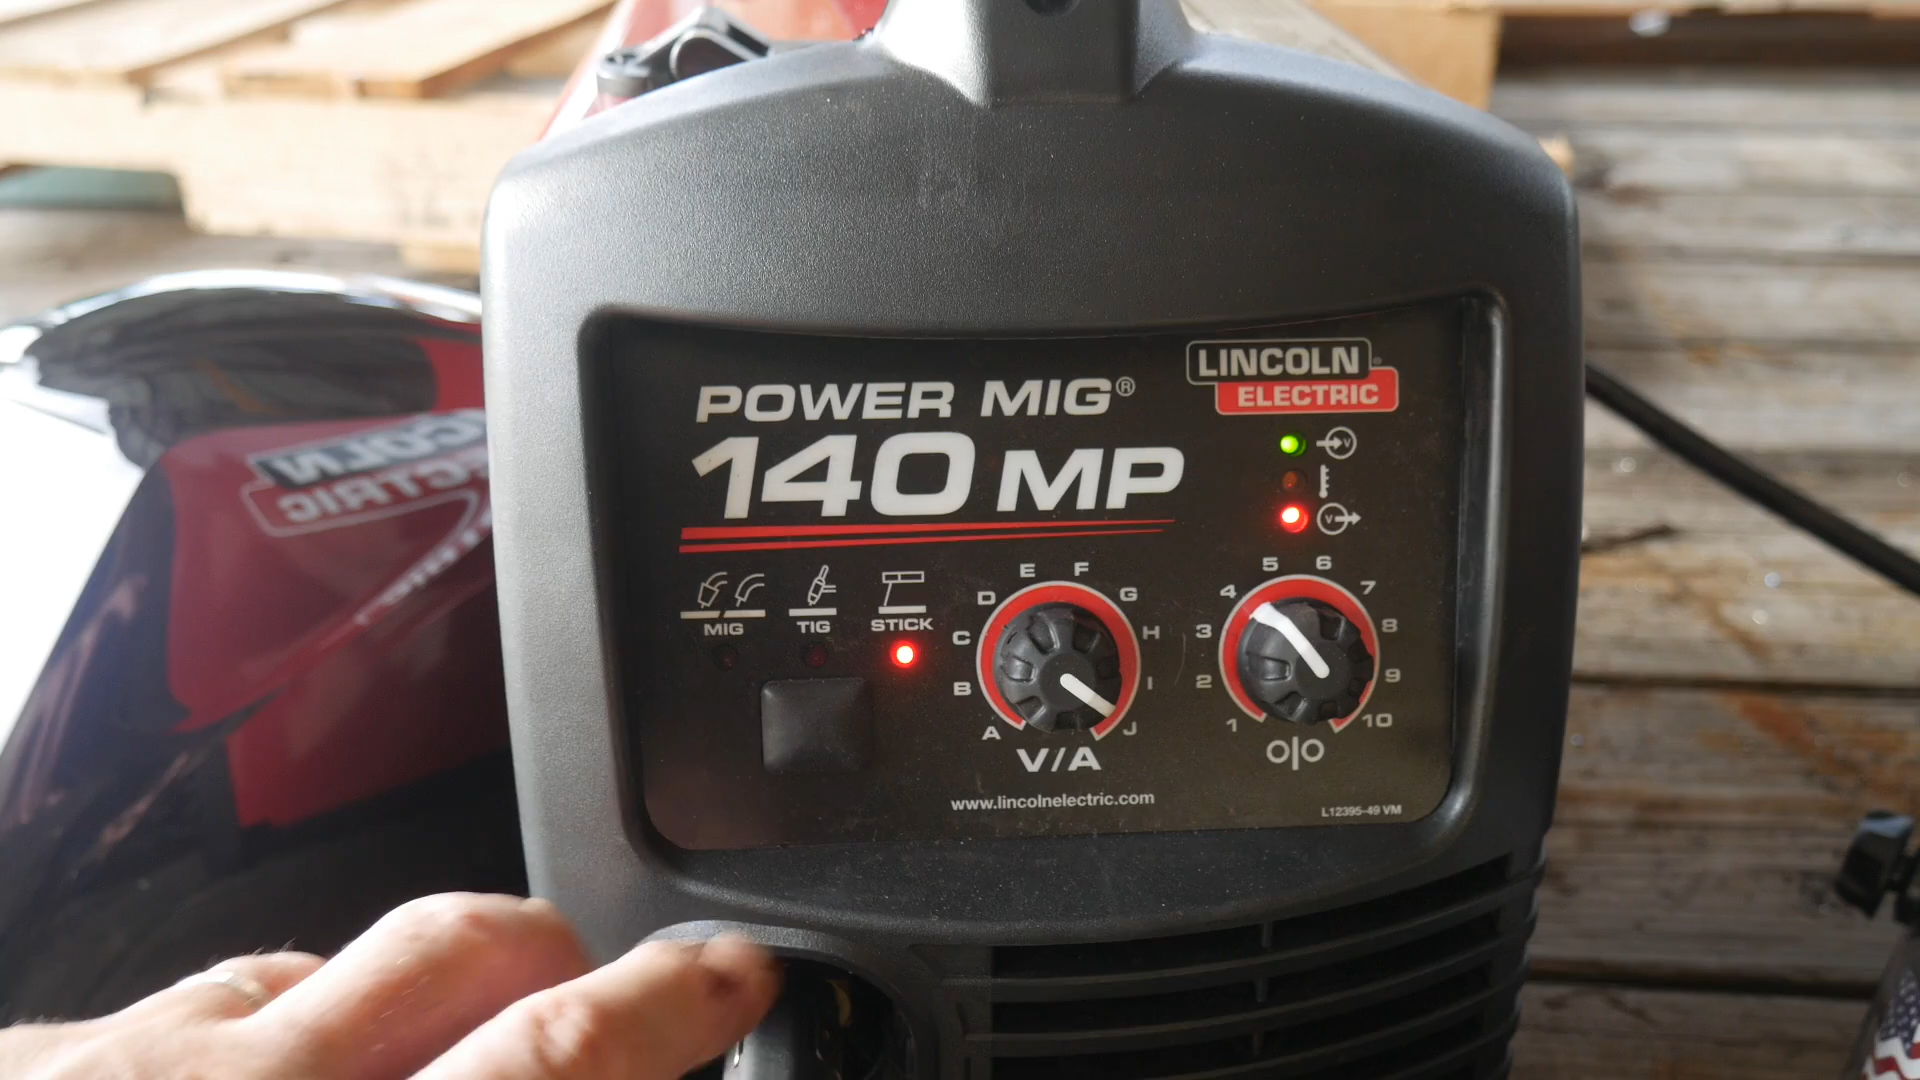 LINCOLN
ELECTRIC
POWER MIG®
140 MP
MIG
TIG
STICK
A B C D E F G H I J
V/A
1 2 3 4 5 6 7 8 9 10
www.lincolnelectric.com
L12395-49 VM